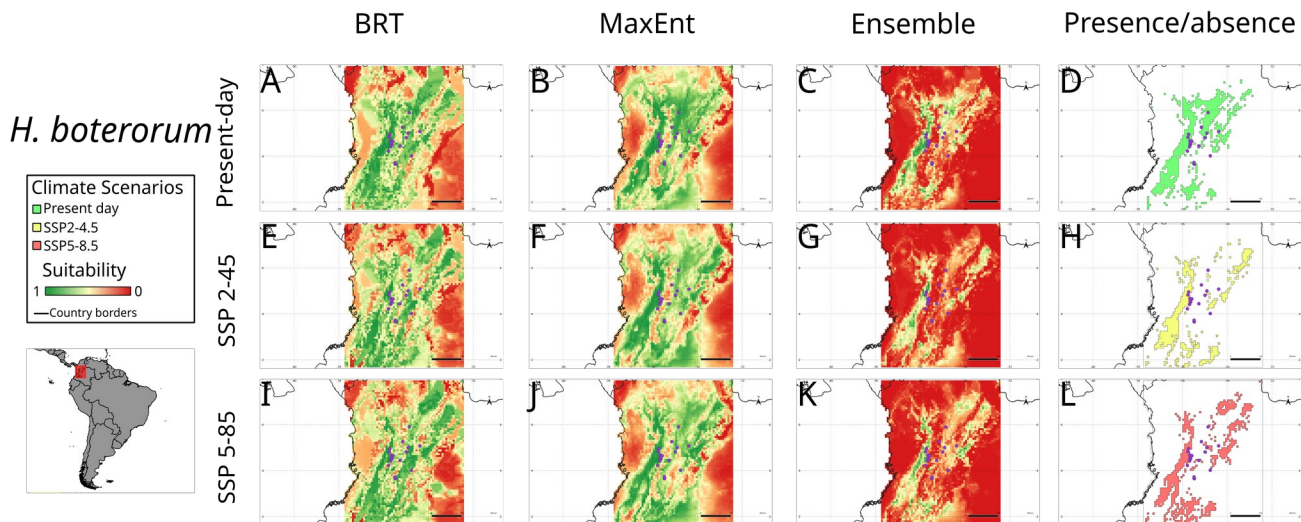 BRT MaxEnt Ensemble Presence/absence
H. boterorum
Climate Scenarios
Present day
SSP2-4.5
SSP5-8.5
Suitability
1 0
Country borders
Present-day
A B C D
SSP 2-45
E F G H
SSP 5-85
I J K L